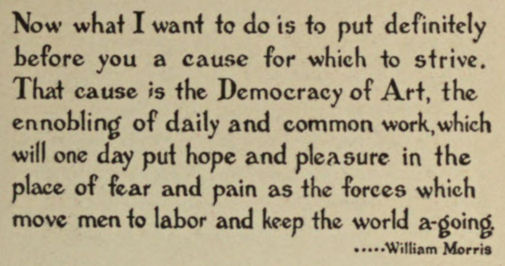 Now what I want to do is to put definitely
before you a cause for which to strive.
That cause is the Democracy of Art, the
ennobling of daily and common work, which
will one day put hope and pleasure in the
place of fear and pain as the forces which
move men to labor and keep the world a-going.
.....William Morris